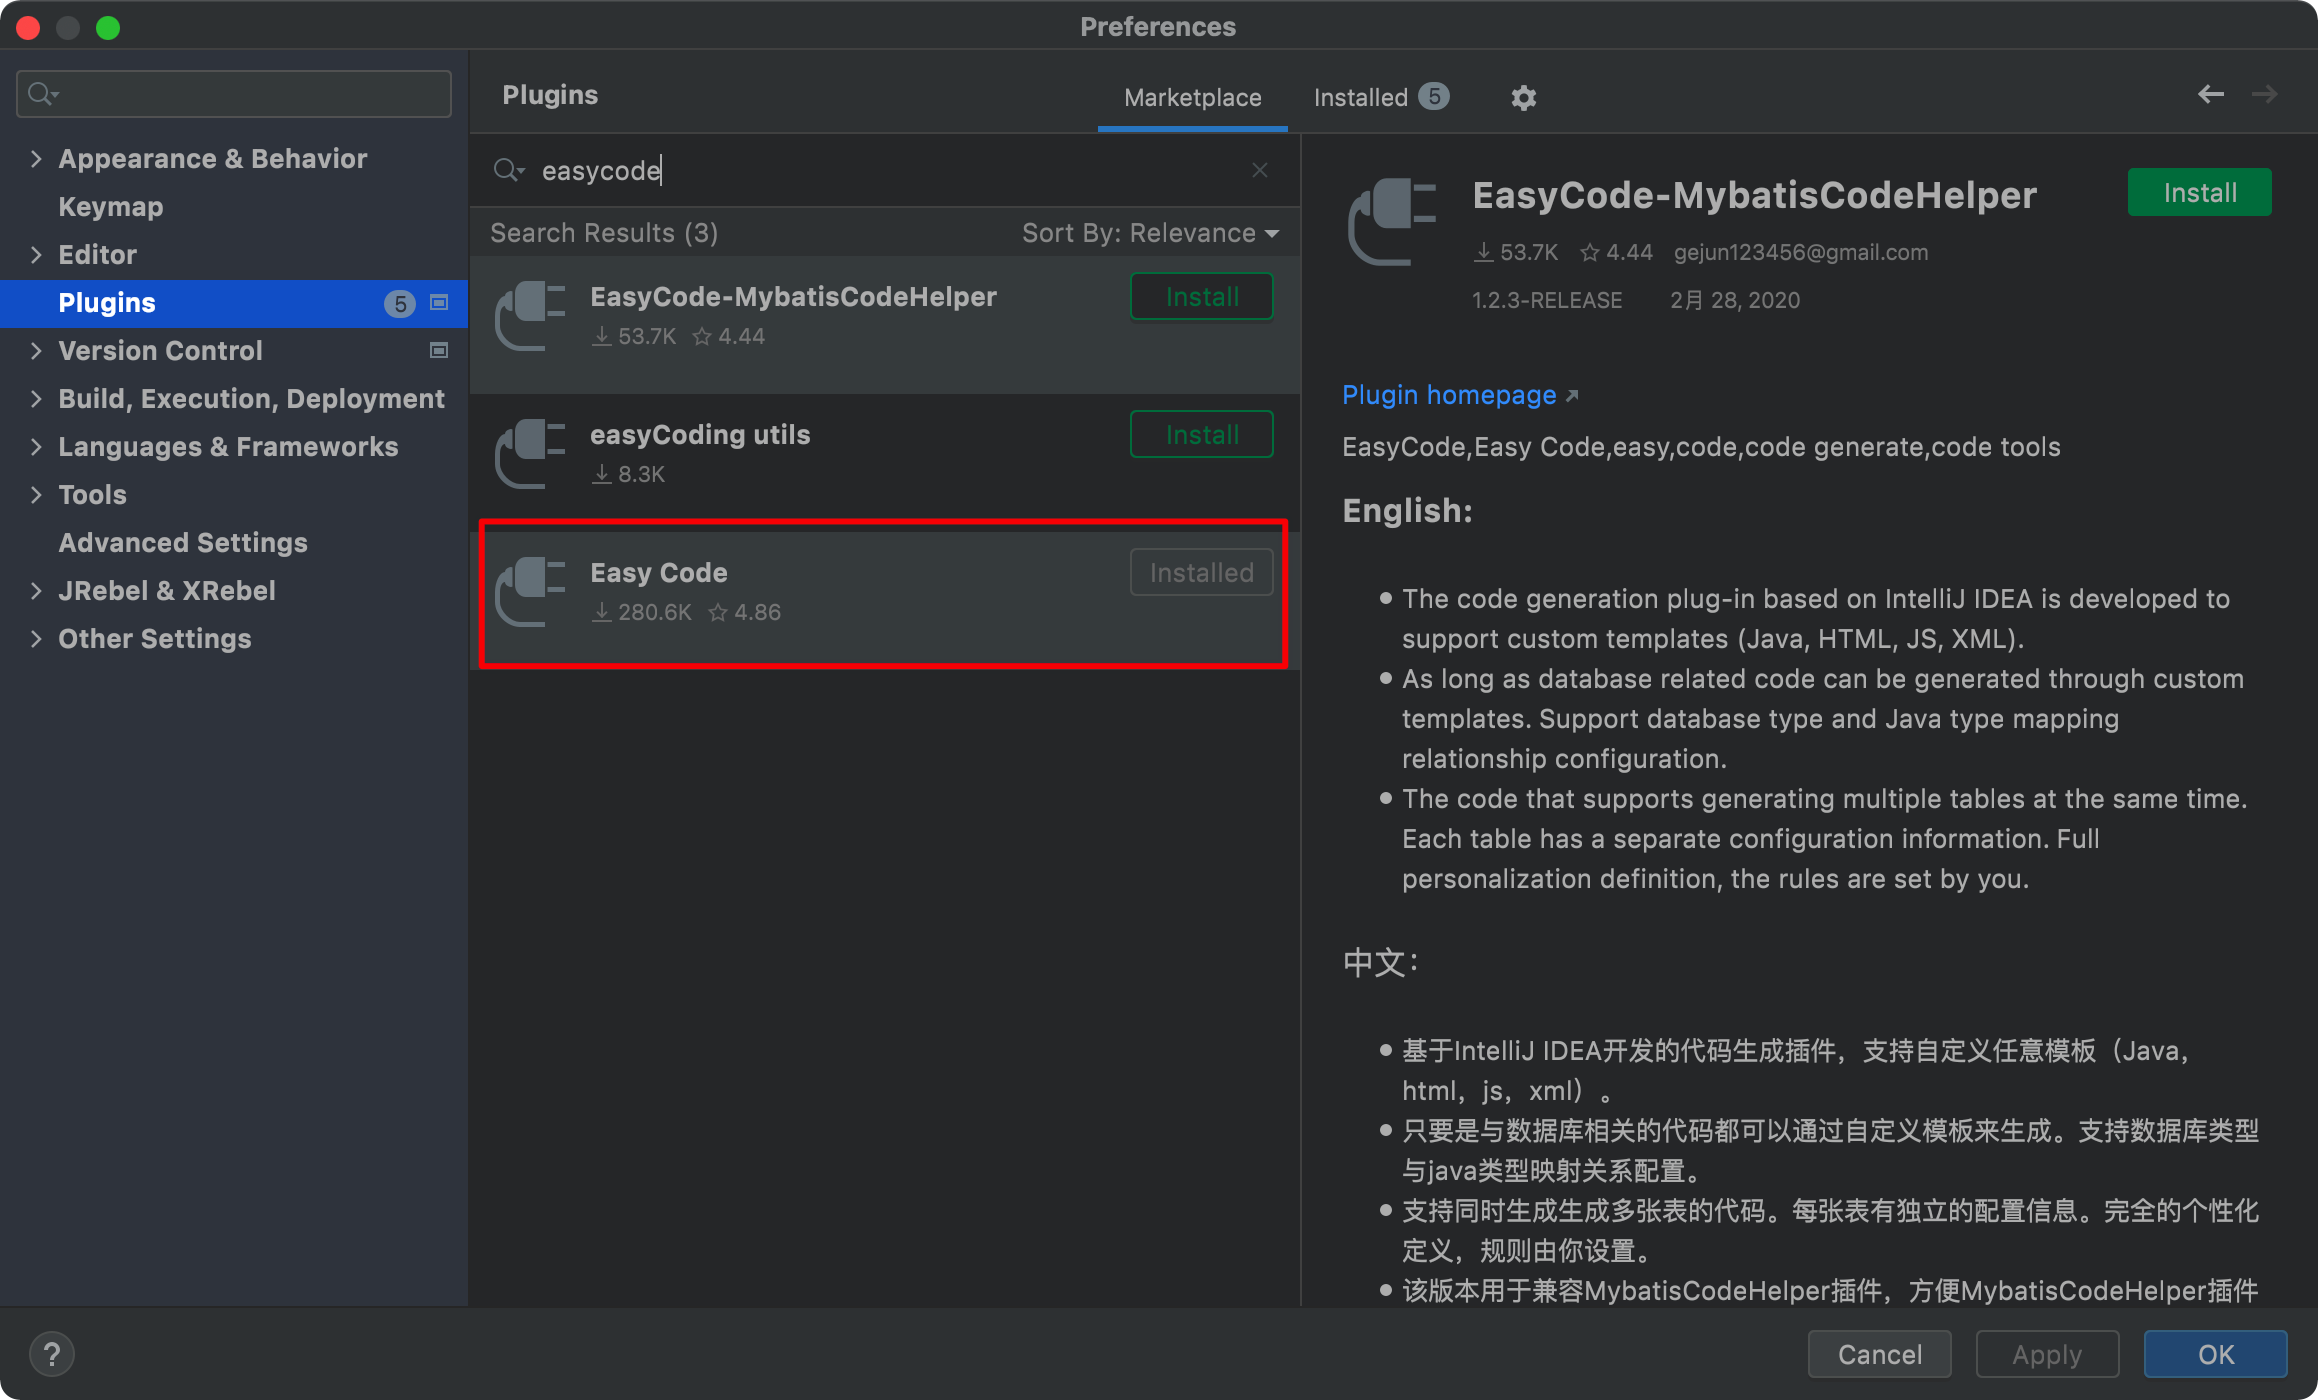 Preferences
Appearance & Behavior
Keymap
Editor
Plugins 5
Version Control
Build, Execution, Deployment
Languages & Frameworks
Tools
Advanced Settings
JRebel & XRebel
Other Settings
Plugins
Marketplace
Installed 5
easycode
Search Results (3)
Sort By: Relevance
EasyCode-MybatisCodeHelper
Install
53.7K 4.44
easyCoding utils
Install
8.3K
Easy Code
Installed
280.6K 4.86
EasyCode-MybatisCodeHelper
Install
53.7K 4.44 gejun123456@gmail.com
1.2.3-RELEASE 2月 28, 2020
Plugin homepage
EasyCode,Easy Code,easy,code,code generate,code tools
English:
The code generation plug-in based on IntelliJ IDEA is developed to
support custom templates (Java, HTML, JS, XML).
As long as database related code can be generated through custom
templates. Support database type and Java type mapping
relationship configuration.
The code that supports generating multiple tables at the same time.
Each table has a separate configuration information. Full
personalization definition, the rules are set by you.
中文：
基于IntelliJ IDEA开发的代码生成插件，支持自定义任意模板（Java，
html，js，xml）。
只要是与数据库相关的代码都可以通过自定义模板来生成。支持数据库类型
与java类型映射关系配置。
支持同时生成生成多张表的代码。每张表有独立的配置信息。完全的个性化
定义，规则由你设置。
该版本用于兼容MybatisCodeHelper插件，方便MybatisCodeHelper插件
?
Cancel
Apply
OK